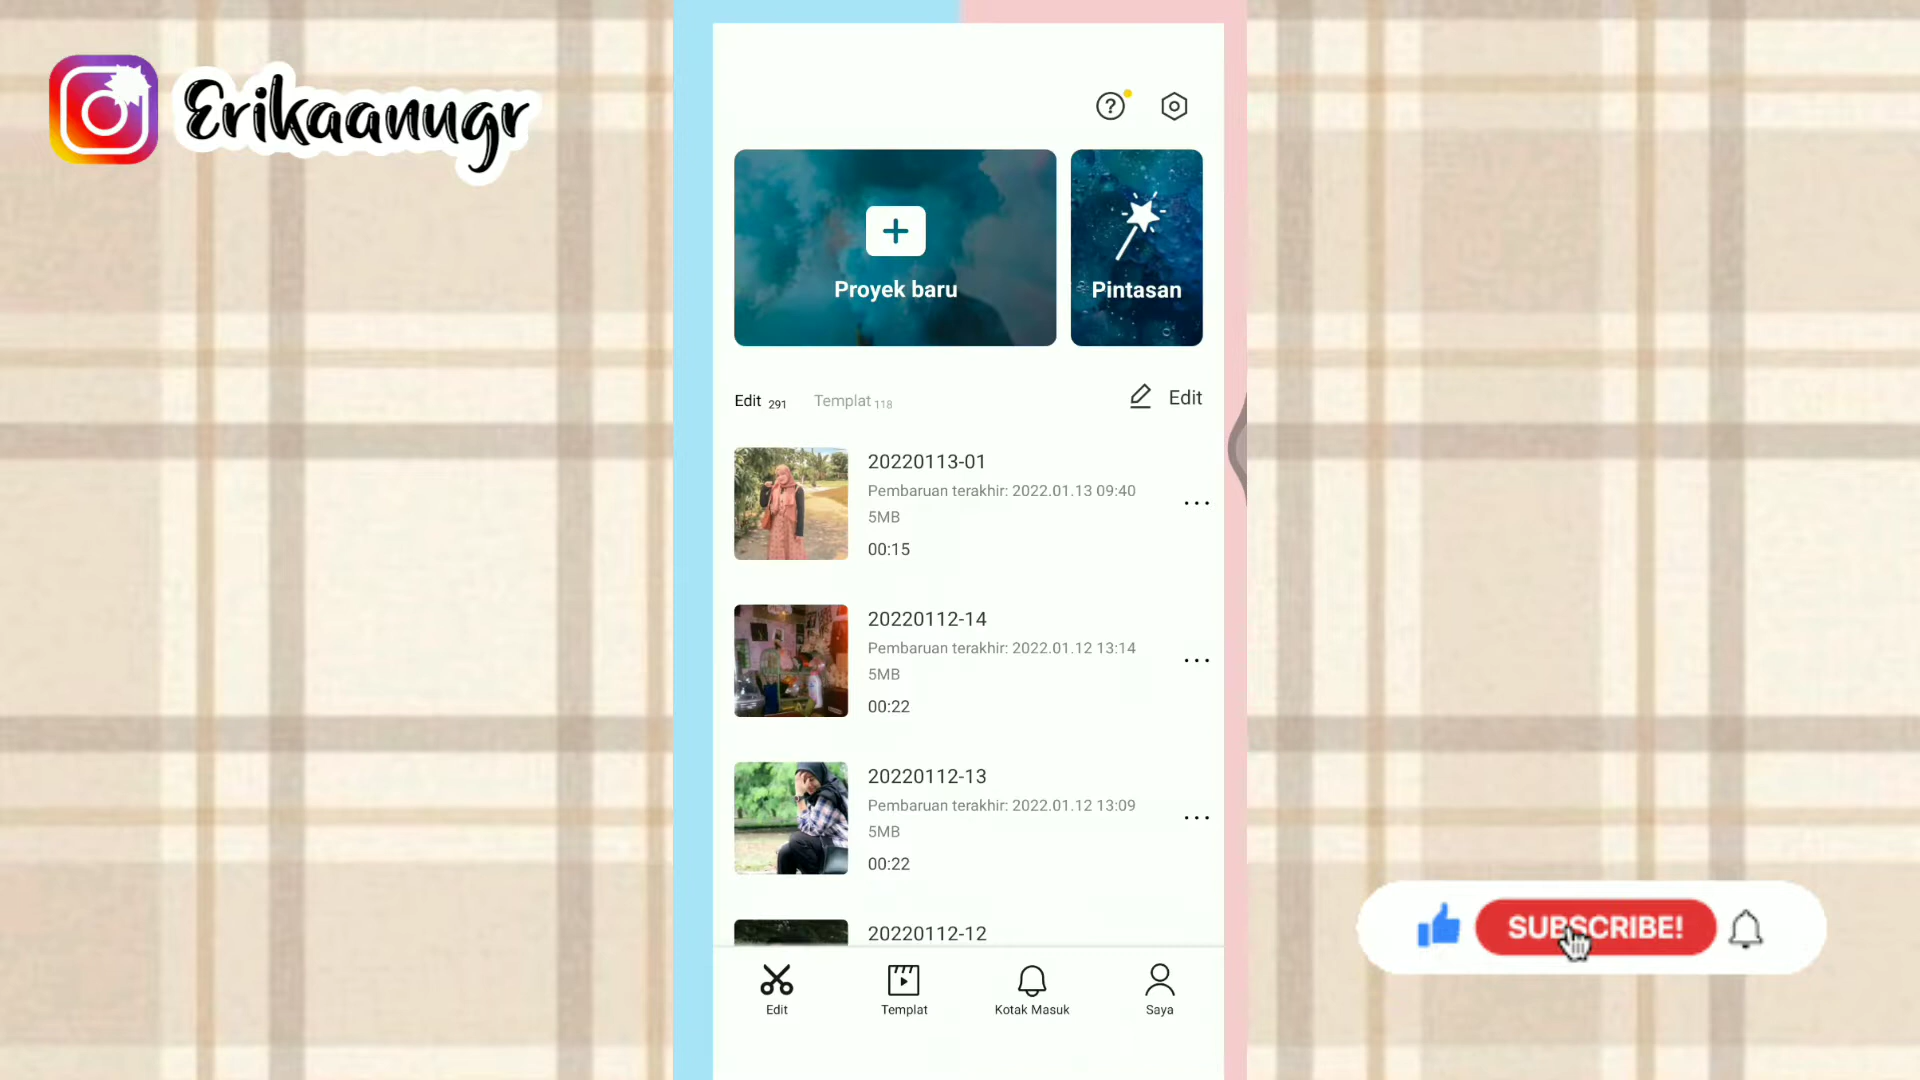 Erikaanugr
Proyek baru
Pintasan
Edit 291
Templat 118
Edit
20220113-01
Pembaruan terakhir: 2022.01.13 09:40
5MB
00:15
20220112-14
Pembaruan terakhir: 2022.01.12 13:14
5MB
00:22
20220112-13
Pembaruan terakhir: 2022.01.12 13:09
5MB
00:22
20220112-12
Edit
Templat
Kotak Masuk
Saya
SUBSCRIBE!